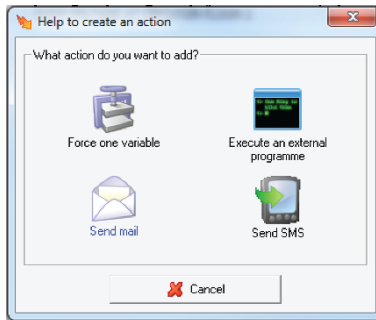 Help to create an action
What action do you want to add?
Force one variable
Execute an external
programme
Send mail
Send SMS
Cancel